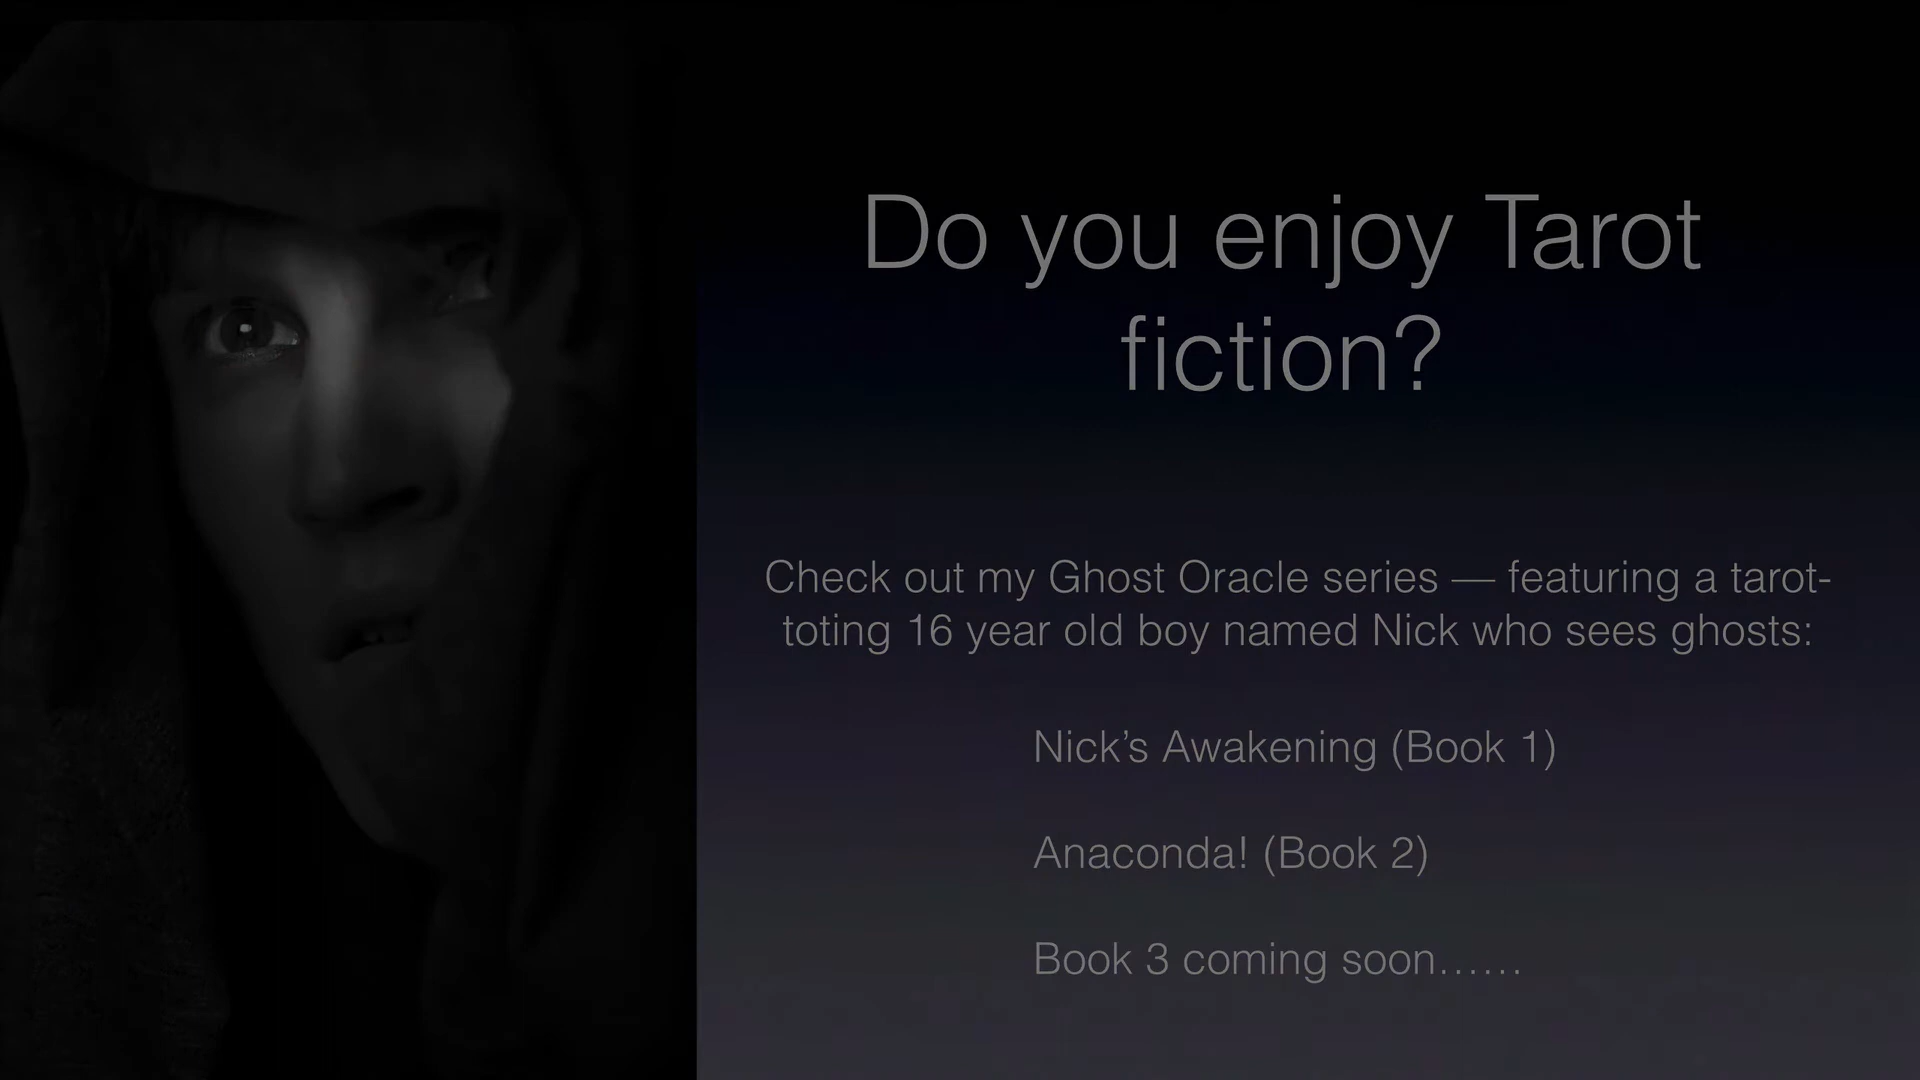 Do you enjoy Tarot
fiction?
Check out my Ghost Oracle series — featuring a tarot-
toting 16 year old boy named Nick who sees ghosts:
Nick’s Awakening (Book 1)
Anaconda! (Book 2)
Book 3 coming soon……